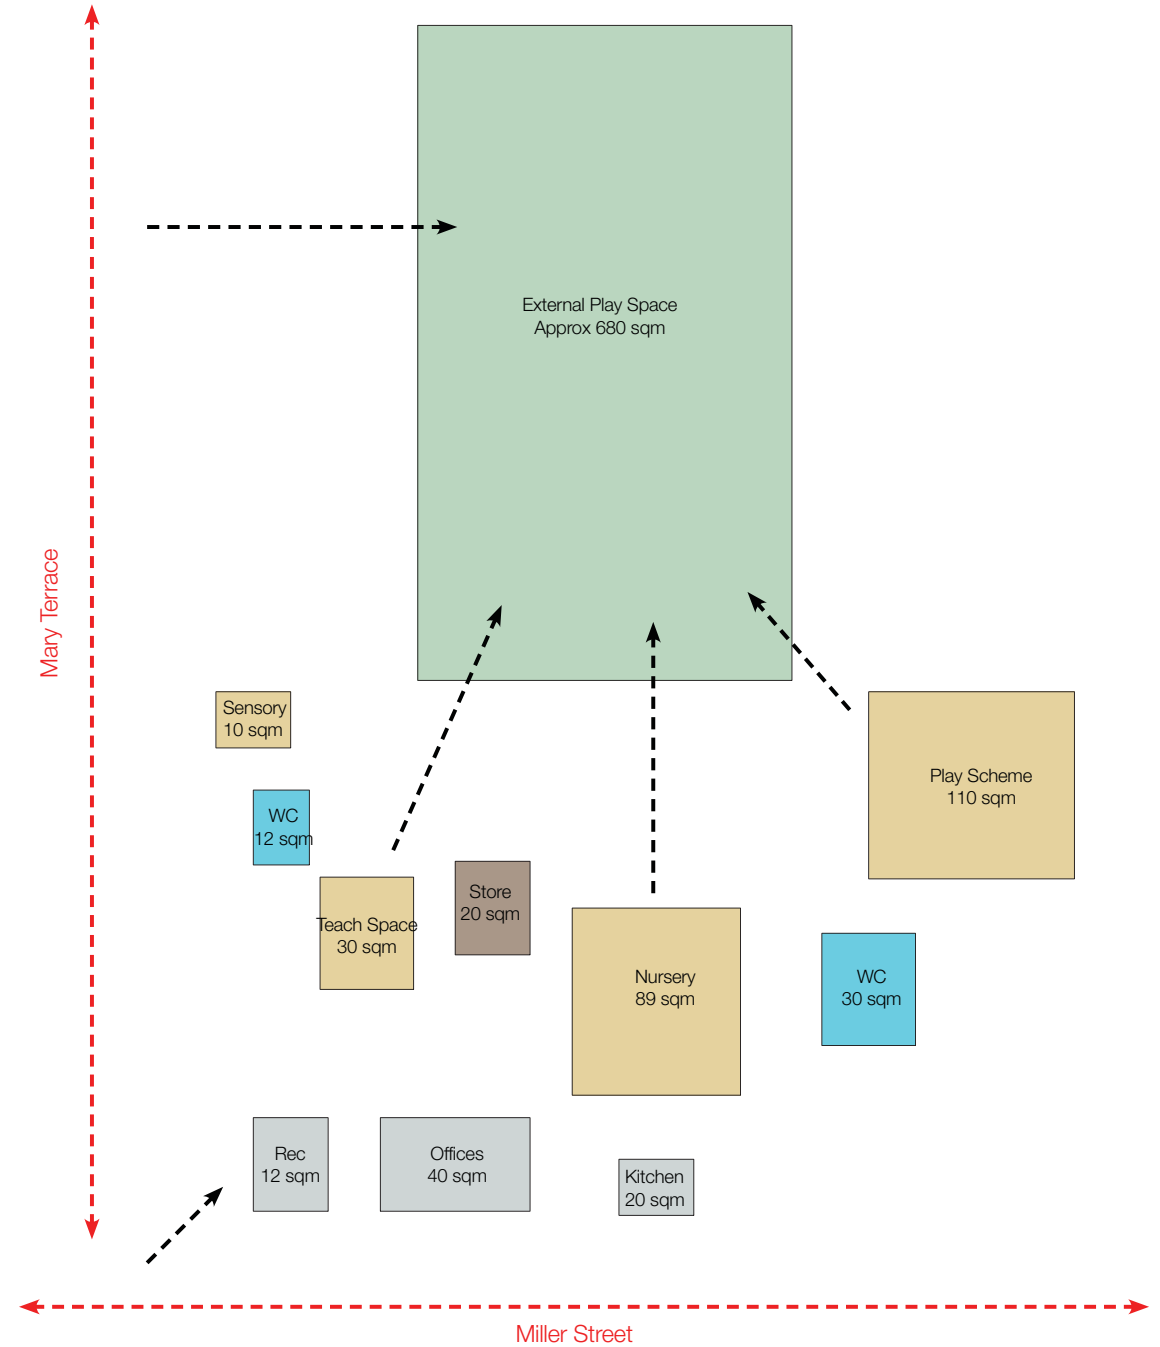 External Play Space
Approx 680 sqm
Mary Terrace
Sensory
10 sqm
Play Scheme
110 sqm
WC
12 sqm
Store
20 sqm
Teach Space
30 sqm
Nursery
89 sqm
WC
30 sqm
Rec
12 sqm
Offices
40 sqm
Kitchen
20 sqm
Miller Street